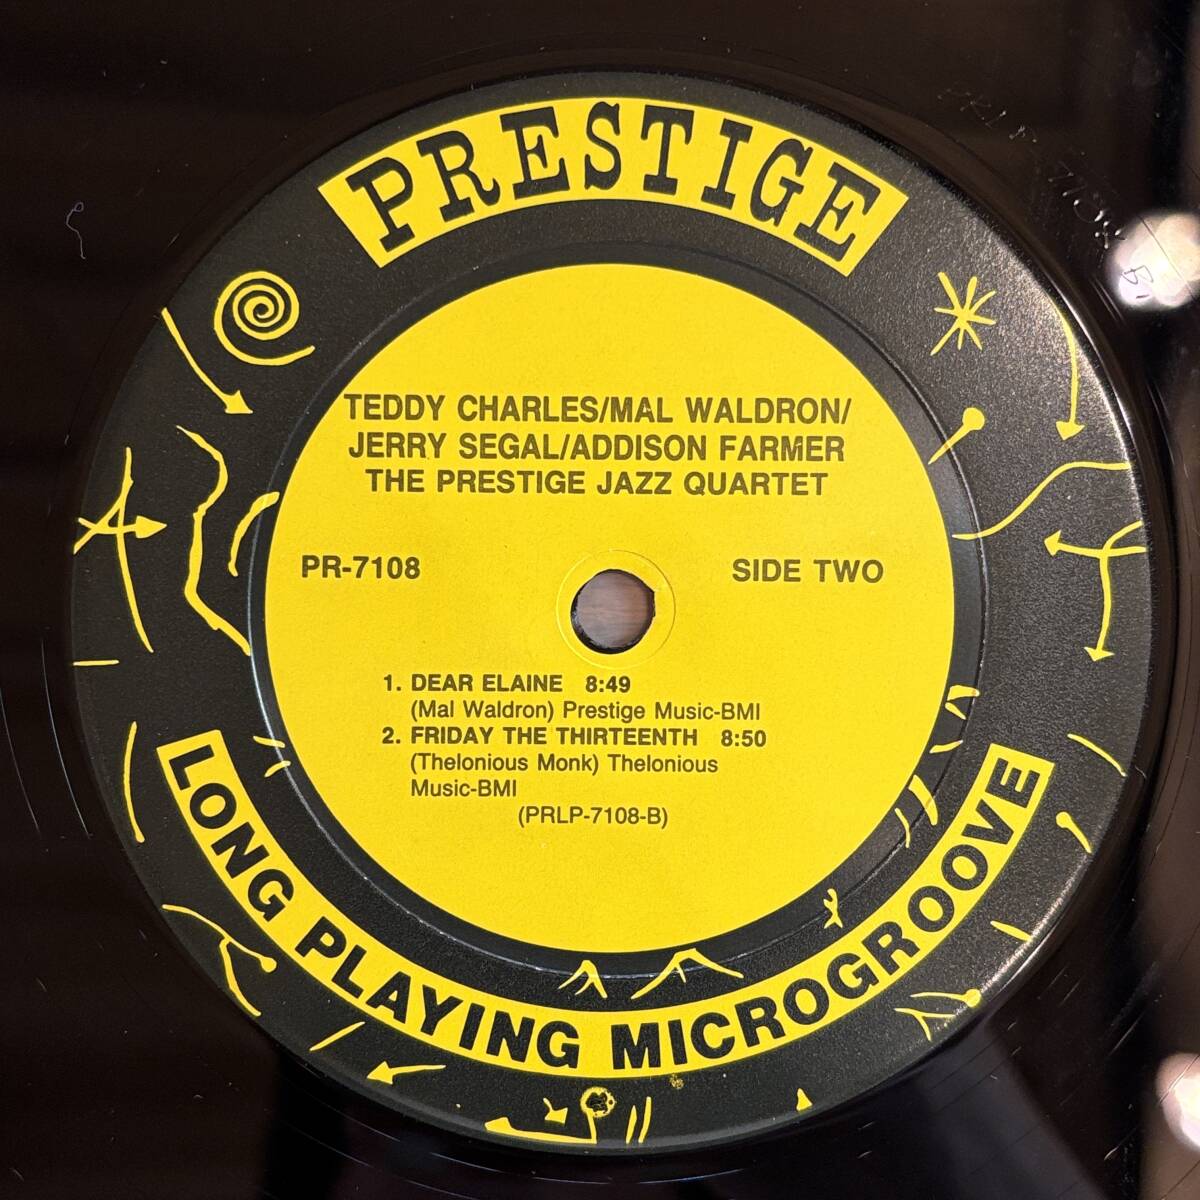 PRESTIGE
TEDDY CHARLES/MAL WALDRON/
JERRY SEGAL/ADDISON FARMER
THE PRESTIGE JAZZ QUARTET
PR-7108
SIDE TWO
1. DEAR ELAINE 8:49
(Mal Waldron) Prestige Music-BMI
2. FRIDAY THE THIRTEENTH 8:50
(Thelonious Monk) Thelonious
Music-BMI
(PRLP-7108-B)
LONG PLAYING MICROGROOVE